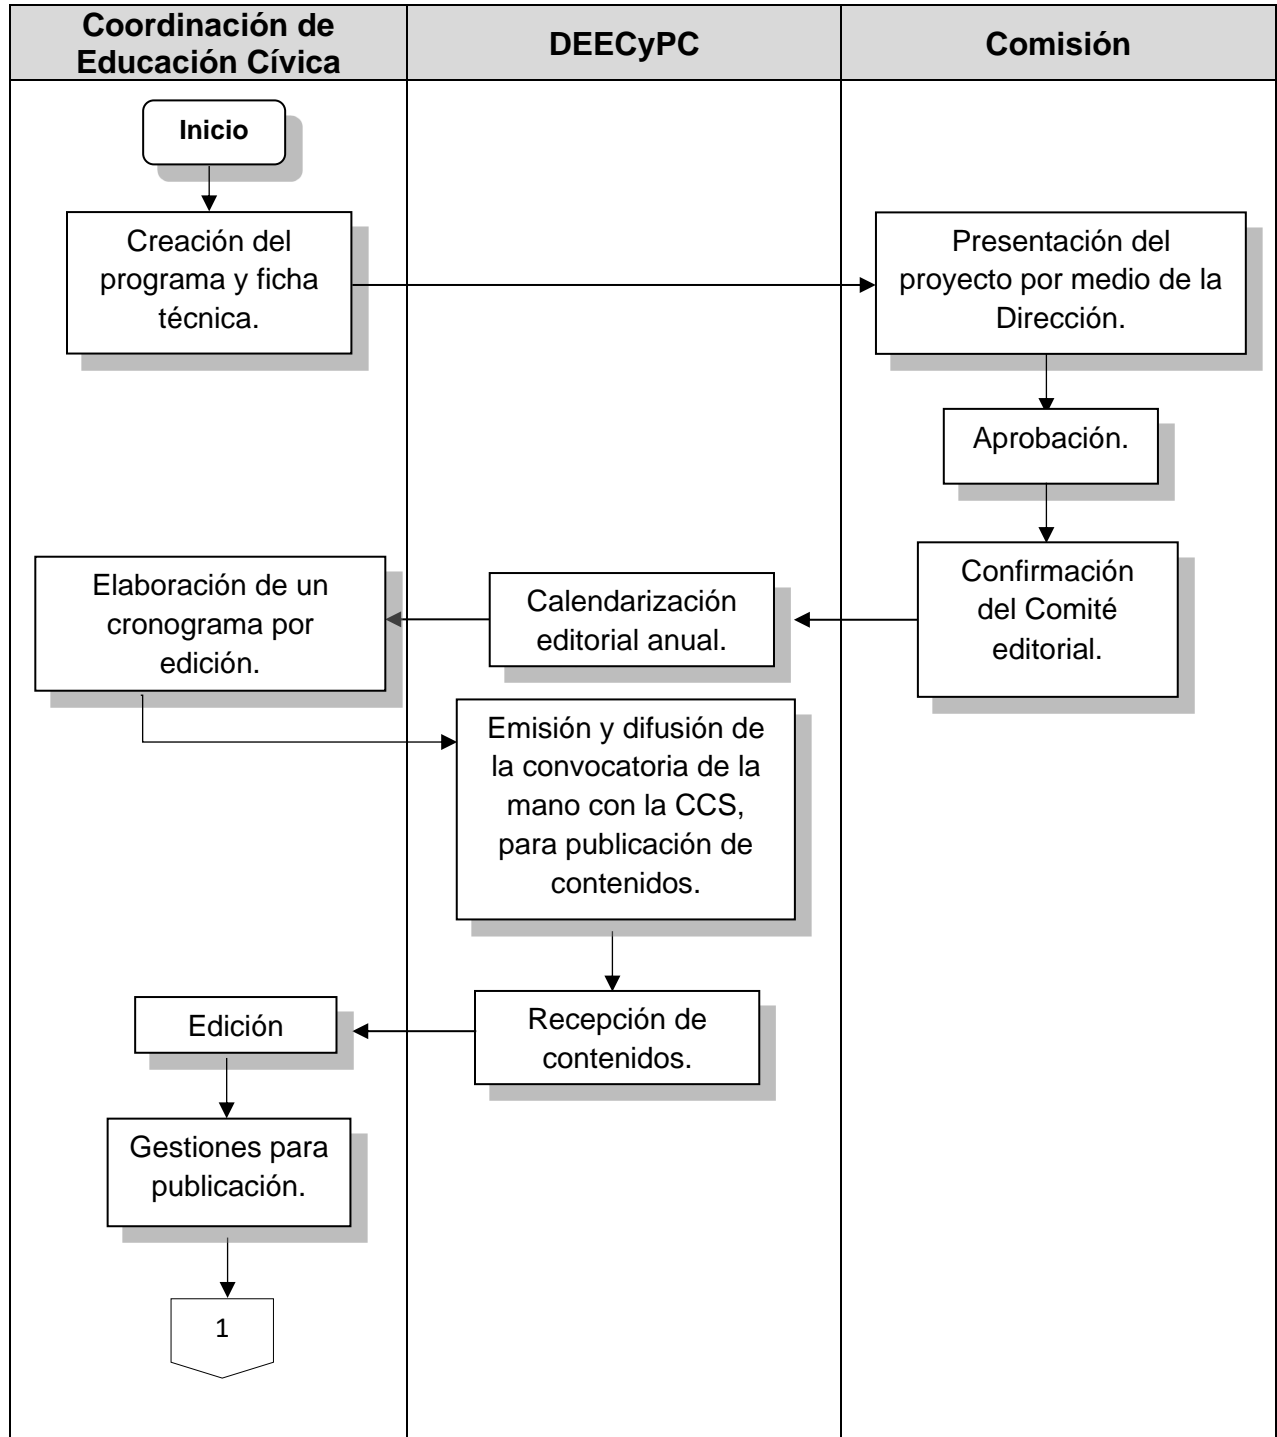 Coordinación de
Educación Cívica
DEECyPC
Comisión
Inicio
Creación del
programa y ficha
técnica.
Presentación del
proyecto por medio de la
Dirección.
Aprobación.
Confirmación
del Comité
editorial.
Calendarización
editorial anual.
Elaboración de un
cronograma por
edición.
Emisión y difusión de
la convocatoria de la
mano con la CCS,
para publicación de
contenidos.
Recepción de
contenidos.
Edición
Gestiones para
publicación.
1